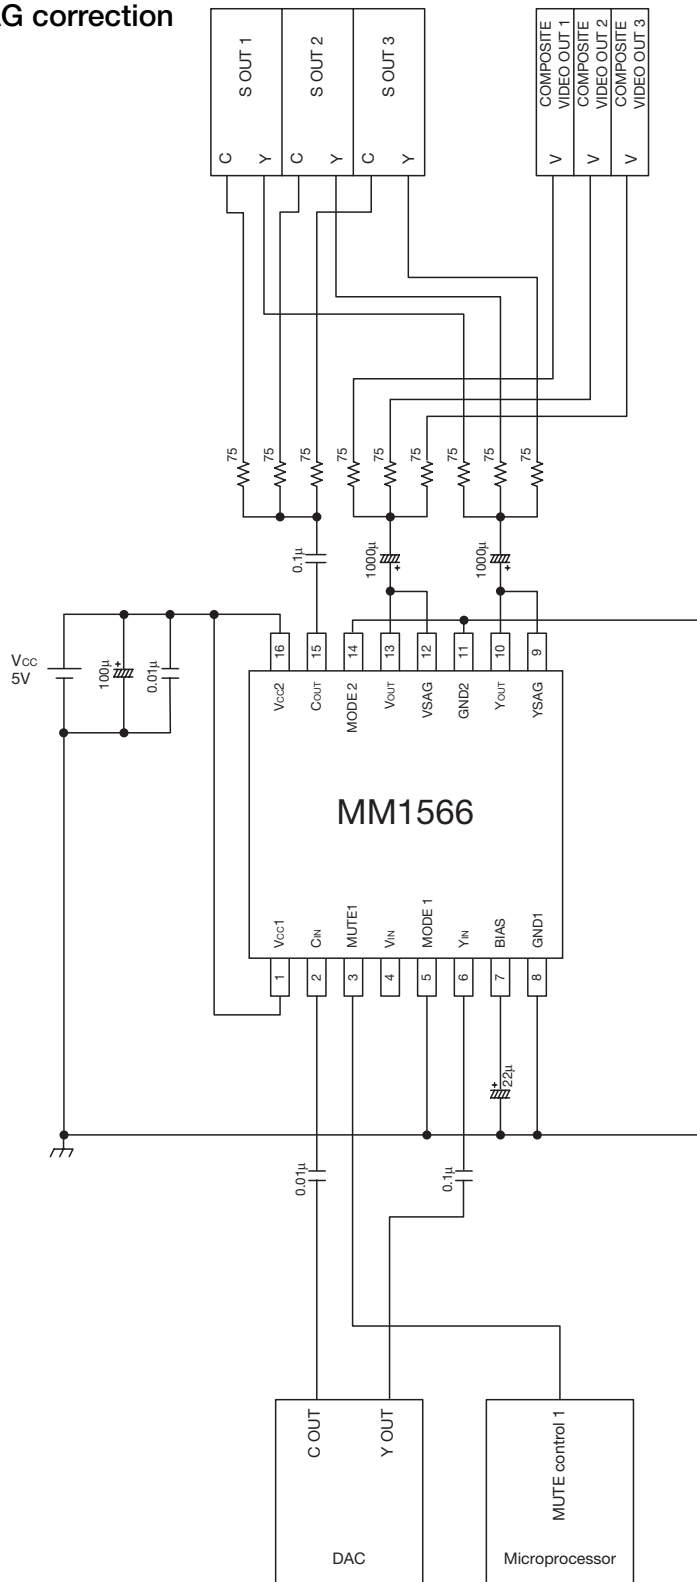 AG correction
S OUT 1
S OUT 2
S OUT 3
C
Y
C
Y
C
Y
COMPOSITE
VIDEO OUT 1
COMPOSITE
VIDEO OUT 2
COMPOSITE
VIDEO OUT 3
V
V
V
75
75
75
75
75
75
75
75
75
0.1µ
1000µ
+
1000µ
+
VCC
5V
100µ
+
0.01µ
16
15
14
13
12
11
10
9
VCC2
COUT
MODE 2
VOUT
VSAG
GND2
YOUT
YSAG
MM1566
VCC1
CIN
MUTE1
VIN
MODE 1
YIN
BIAS
GND1
1
2
3
4
5
6
7
8
+
22µ
0.01µ
0.1µ
C OUT
Y OUT
DAC
MUTE control 1
Microprocessor